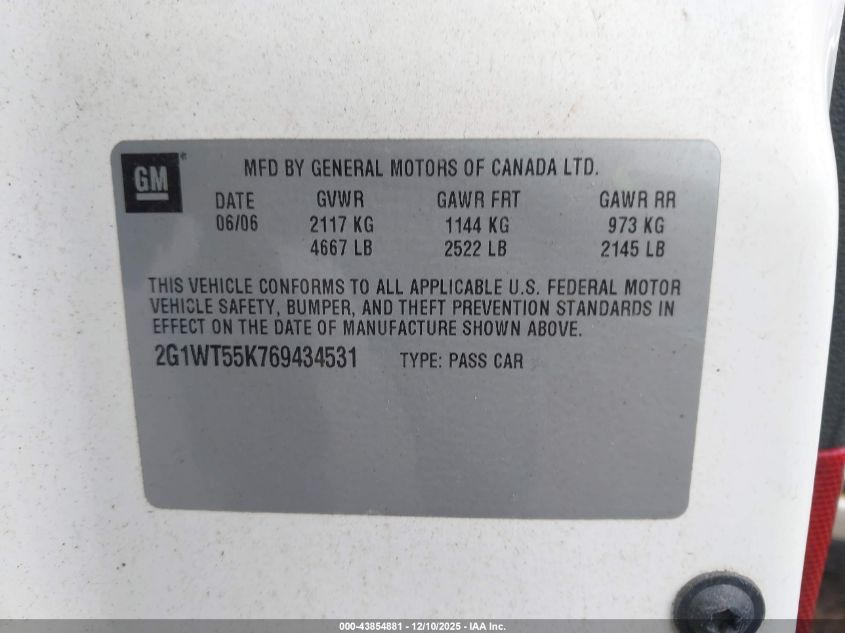 GM
MFD BY GENERAL MOTORS OF CANADA LTD.
DATE GVWR GAWR FRT GAWR RR
06/06 2117 KG 1144 KG 973 KG
4667 LB 2522 LB 2145 LB
THIS VEHICLE CONFORMS TO ALL APPLICABLE U.S. FEDERAL MOTOR
VEHICLE SAFETY, BUMPER, AND THEFT PREVENTION STANDARDS IN
EFFECT ON THE DATE OF MANUFACTURE SHOWN ABOVE.
2G1WT55K769434531 TYPE: PASS CAR
000-43854881 - 12/10/2025 - IAA Inc.